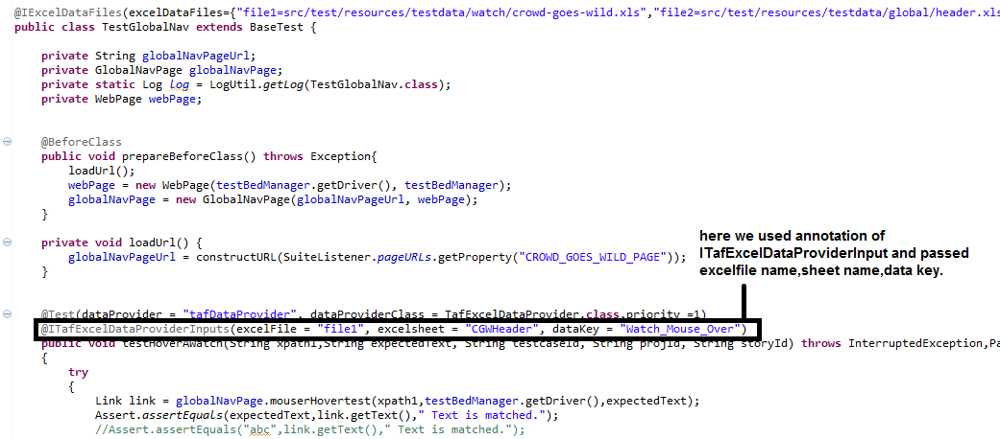 @IExcelDataFiles(excelDataFiles={"file1=src/test/resources/testdata/watch/crowd-goes-wild.xls","file2=src/test/resources/testdata/global/header.xls
public class TestGlobalNav extends BaseTest {
private String globalNavPageUrl;
private GlobalNavPage globalNavPage;
private static Log log = LogUtil.getLog(TestGlobalNav.class);
private WebPage webPage;
@BeforeClass
public void prepareBeforeClass() throws Exception{
loadUrl();
webPage = new WebPage(testBedManager.getDriver(), testBedManager);
globalNavPage = new GlobalNavPage(globalNavPageUrl, webPage);
}
private void loadUrl() {
globalNavPageUrl = constructURL(SuiteListener.pageURLs.getProperty("CROWD_GOES_WILD_PAGE"));
}
here we used annotation of
ITafExcelDataProviderInput and passed
excelfile name,sheet name,data key.
@Test(dataProvider = "tafDataProvider", dataProviderClass = TafExcelDataProvider.class,priority =1)
@ITafExcelDataProviderInputs(excelFile = "file1", excelsheet = "CGWHeader", dataKey = "Watch_Mouse_Over")
public void testHoverAWatch(String xpath1,String expectedText, String testcaseId, String projId, String storyId) throws InterruptedException,Pa
{
try
{
Link link = globalNavPage.mouserHovertest(xpath1,testBedManager.getDriver(),expectedText);
Assert.assertEquals(expectedText,link.getText()," Text is matched.");
//Assert.assertEquals("abc",link.getText()," Text is matched.");